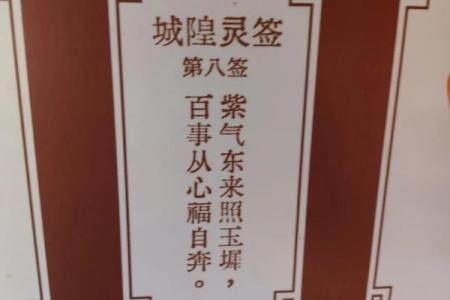 城隍灵签
第八签
紫气东来照玉墀，
百事从心福自奔。